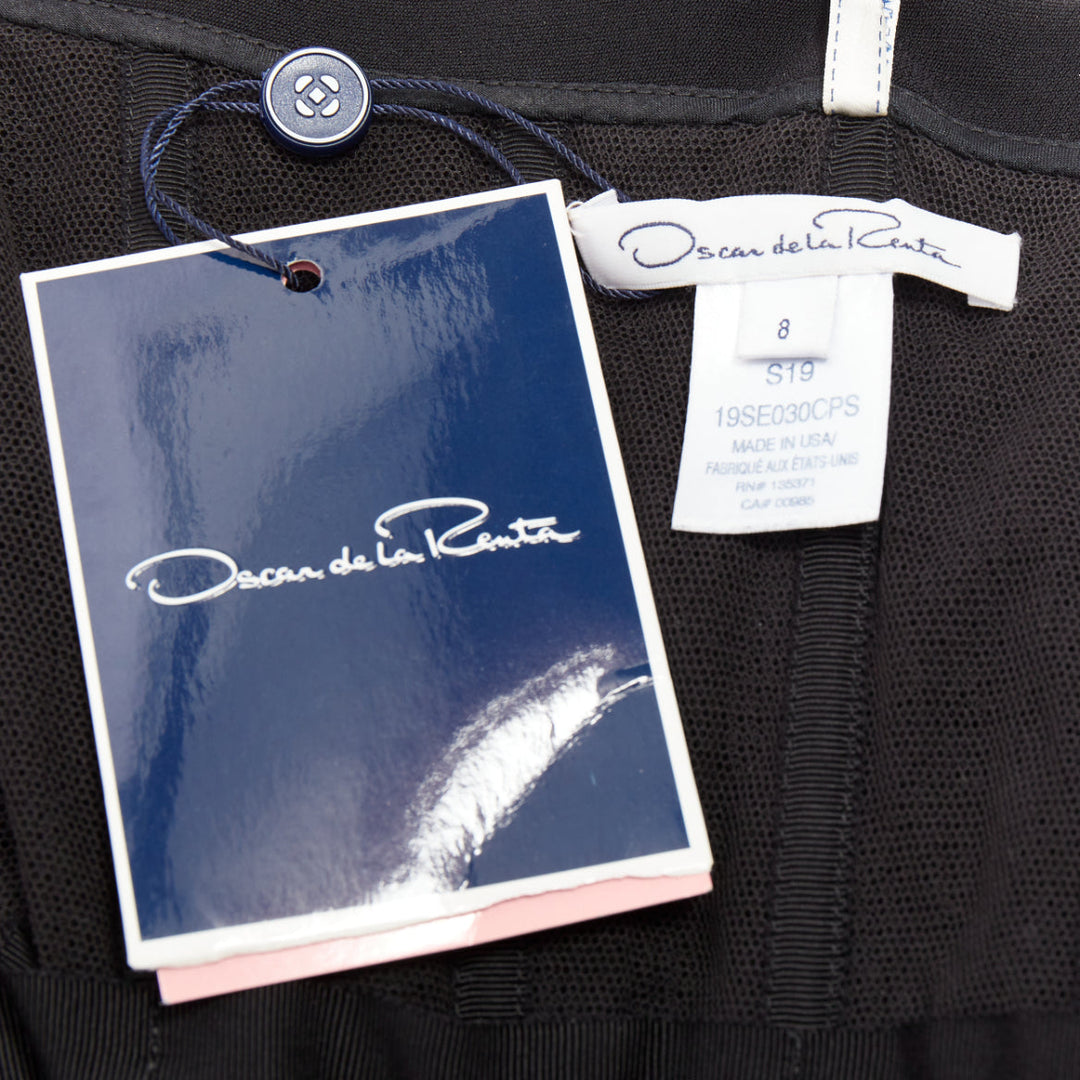 Oscar de la Renta
Oscar de la Renta
8
S19
19SE030CPS
MADE IN USA/
FABRIQUÉ AUX ÉTATS-UNIS
RN# 135371
CA# 00985